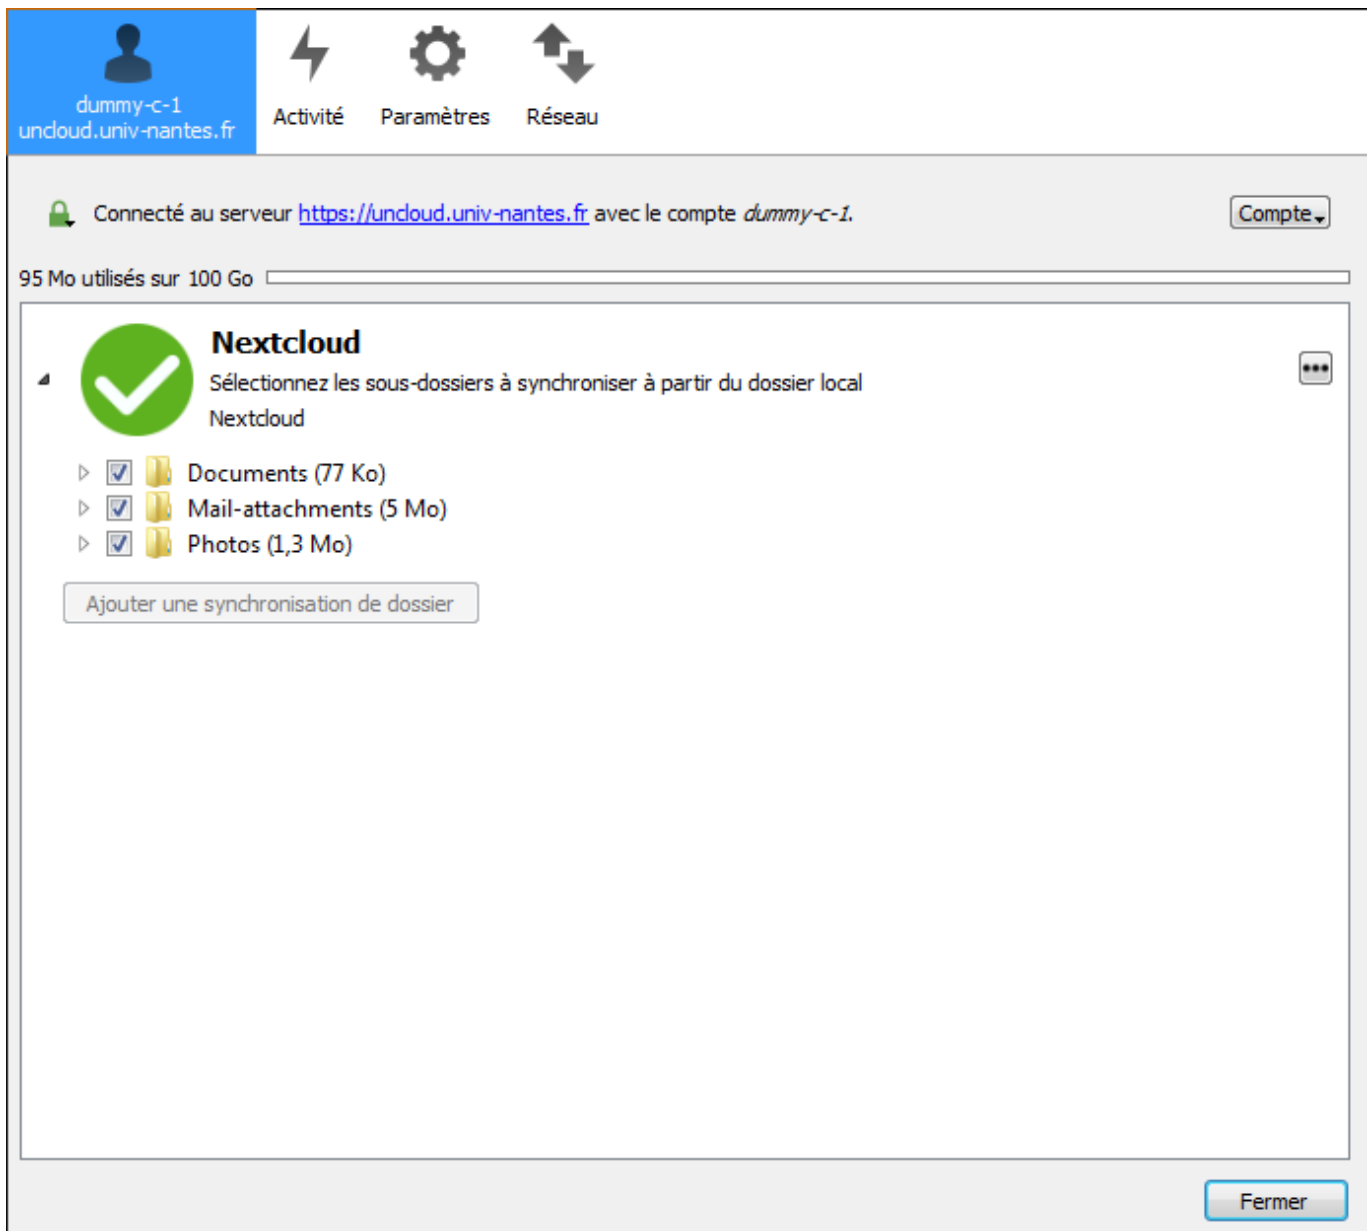 dummy-c-1
uncloud.univ-nantes.fr
Activité
Paramètres
Réseau
Connecté au serveur https://uncloud.univ-nantes.fr avec le compte dummy-c-1.
Compte
95 Mo utilisés sur 100 Go
Nextcloud
Sélectionnez les sous-dossiers à synchroniser à partir du dossier local
Nextcloud
Documents (77 Ko)
Mail-attachments (5 Mo)
Photos (1,3 Mo)
Ajouter une synchronisation de dossier
Fermer